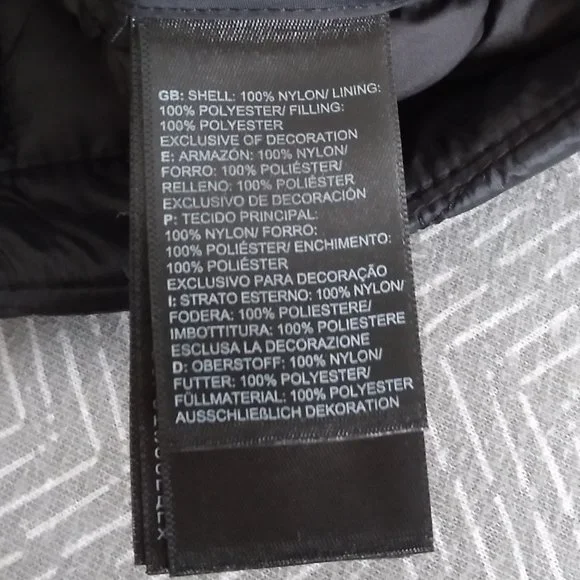 GB: SHELL: 100% NYLON/ LINING:
100% POLYESTER/ FILLING:
100% POLYESTER
EXCLUSIVE OF DECORATION
E: ARMAZÓN: 100% NYLON/
FORRO: 100% POLIÉSTER/
RELLENO: 100% POLIÉSTER
EXCLUSIVO DE DECORACIÓN
P: TECIDO PRINCIPAL:
100% NYLON/ FORRO:
100% POLIÉSTER/ ENCHIMENTO:
100% POLIÉSTER
EXCLUSIVO PARA DECORAÇÃO
I: STRATO ESTERNO: 100% NYLON/
FODERA: 100% POLIESTERE/
IMBOTTITURA: 100% POLIESTERE
ESCLUSA LA DECORAZIONE
D: OBERSTOFF: 100% NYLON/
FUTTER: 100% POLYESTER/
FÜLLMATERIAL: 100% POLYESTER
AUSSCHLIEßLICH DEKORATION